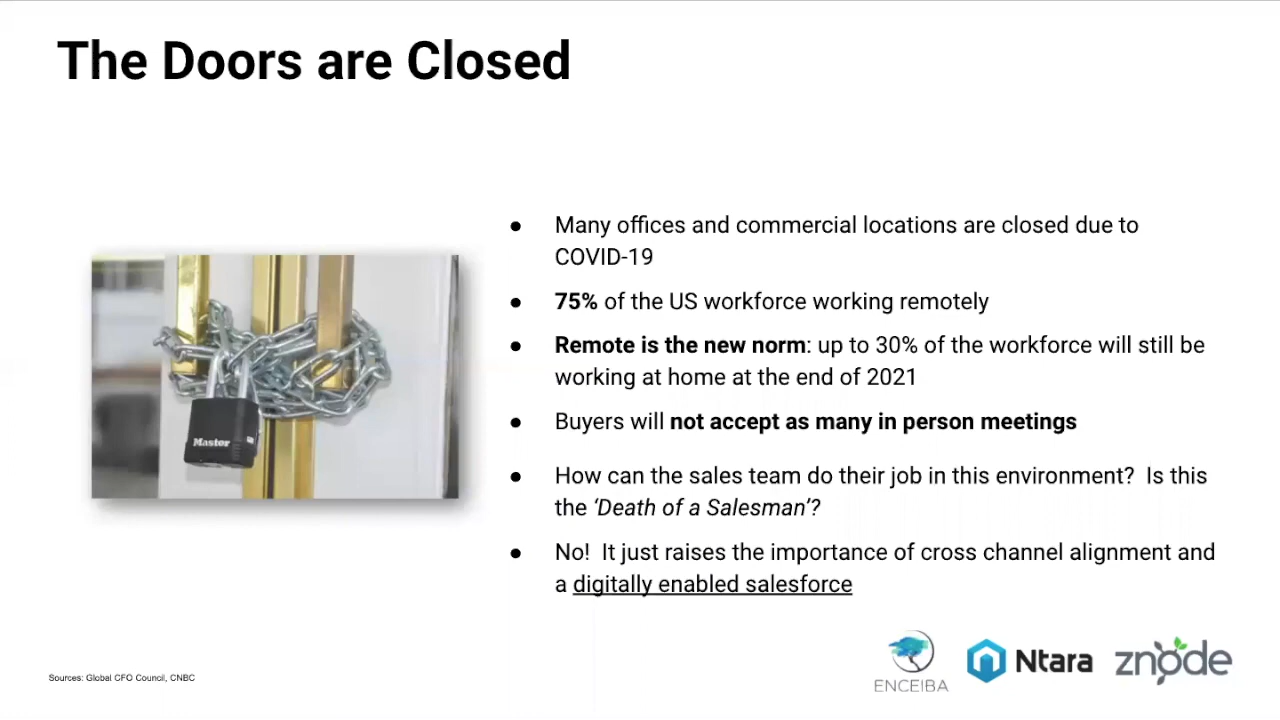 The Doors are Closed
● Many offices and commercial locations are closed due to
COVID-19
● 75% of the US workforce working remotely
● Remote is the new norm: up to 30% of the workforce will still be
working at home at the end of 2021
● Buyers will not accept as many in person meetings
● How can the sales team do their job in this environment?  Is this
the ‘Death of a Salesman’?
● No!  It just raises the importance of cross channel alignment and
a digitally enabled salesforce
Master
Sources: Global CFO Council, CNBC
ENCEIBA
Ntara
znode